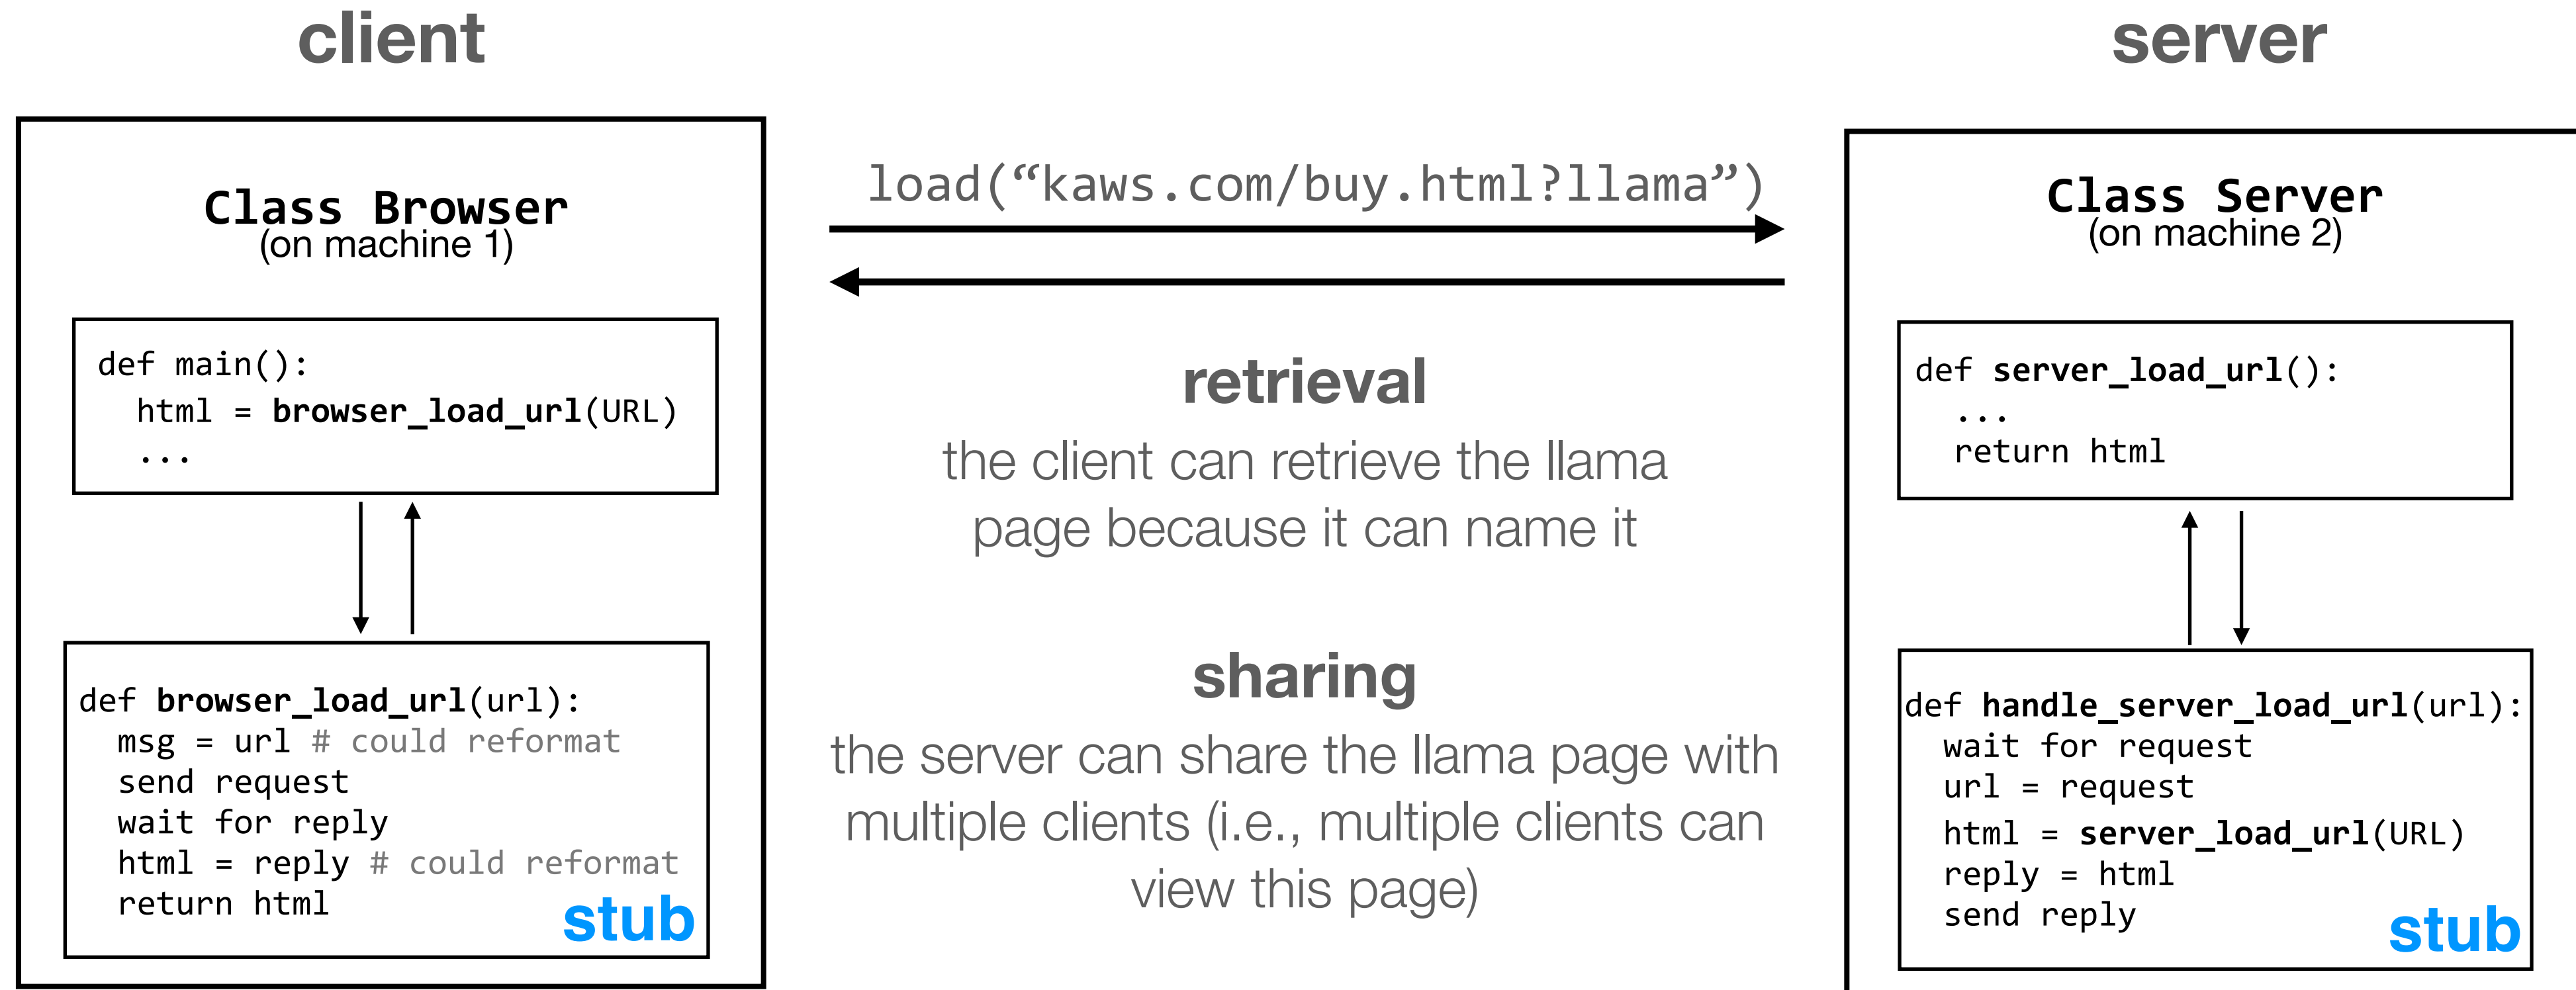 client
Class Browser
(on machine 1)
def main():
  html = browser_load_url(URL)
  ...
def browser_load_url(url):
  msg = url # could reformat
  send request
  wait for reply
  html = reply # could reformat
  return html
stub
load(“kaws.com/buy.html?llama”)
retrieval
the client can retrieve the llama
page because it can name it
sharing
the server can share the llama page with
multiple clients (i.e., multiple clients can
view this page)
server
Class Server
(on machine 2)
def server_load_url():
  ...
  return html
def handle_server_load_url(url):
  wait for request
  url = request
  html = server_load_url(URL)
  reply = html
  send reply
stub